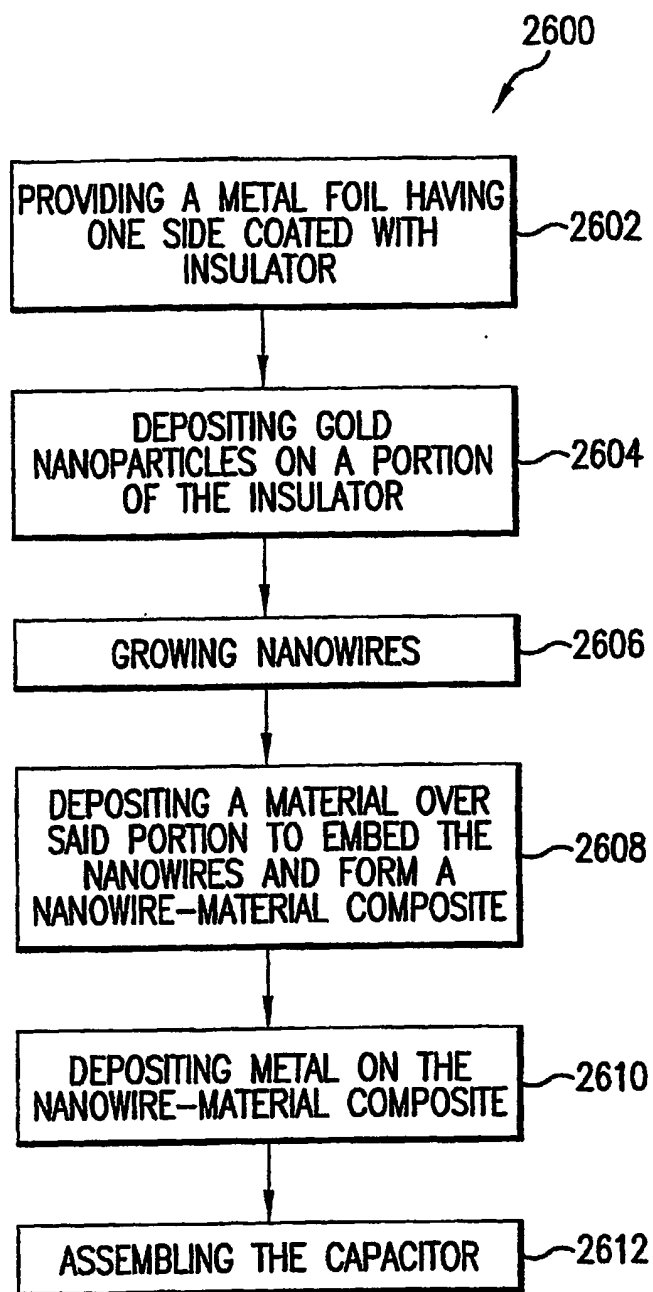 2600
PROVIDING A METAL FOIL HAVING
ONE SIDE COATED WITH
INSULATOR
2602
DEPOSITING GOLD
NANOPARTICLES ON A PORTION
OF THE INSULATOR
2604
GROWING NANOWIRES
2606
DEPOSITING A MATERIAL OVER
SAID PORTION TO EMBED THE
NANOWIRES AND FORM A
NANOWIRE-MATERIAL COMPOSITE
2608
DEPOSITING METAL ON THE
NANOWIRE-MATERIAL COMPOSITE
2610
ASSEMBLING THE CAPACITOR
2612